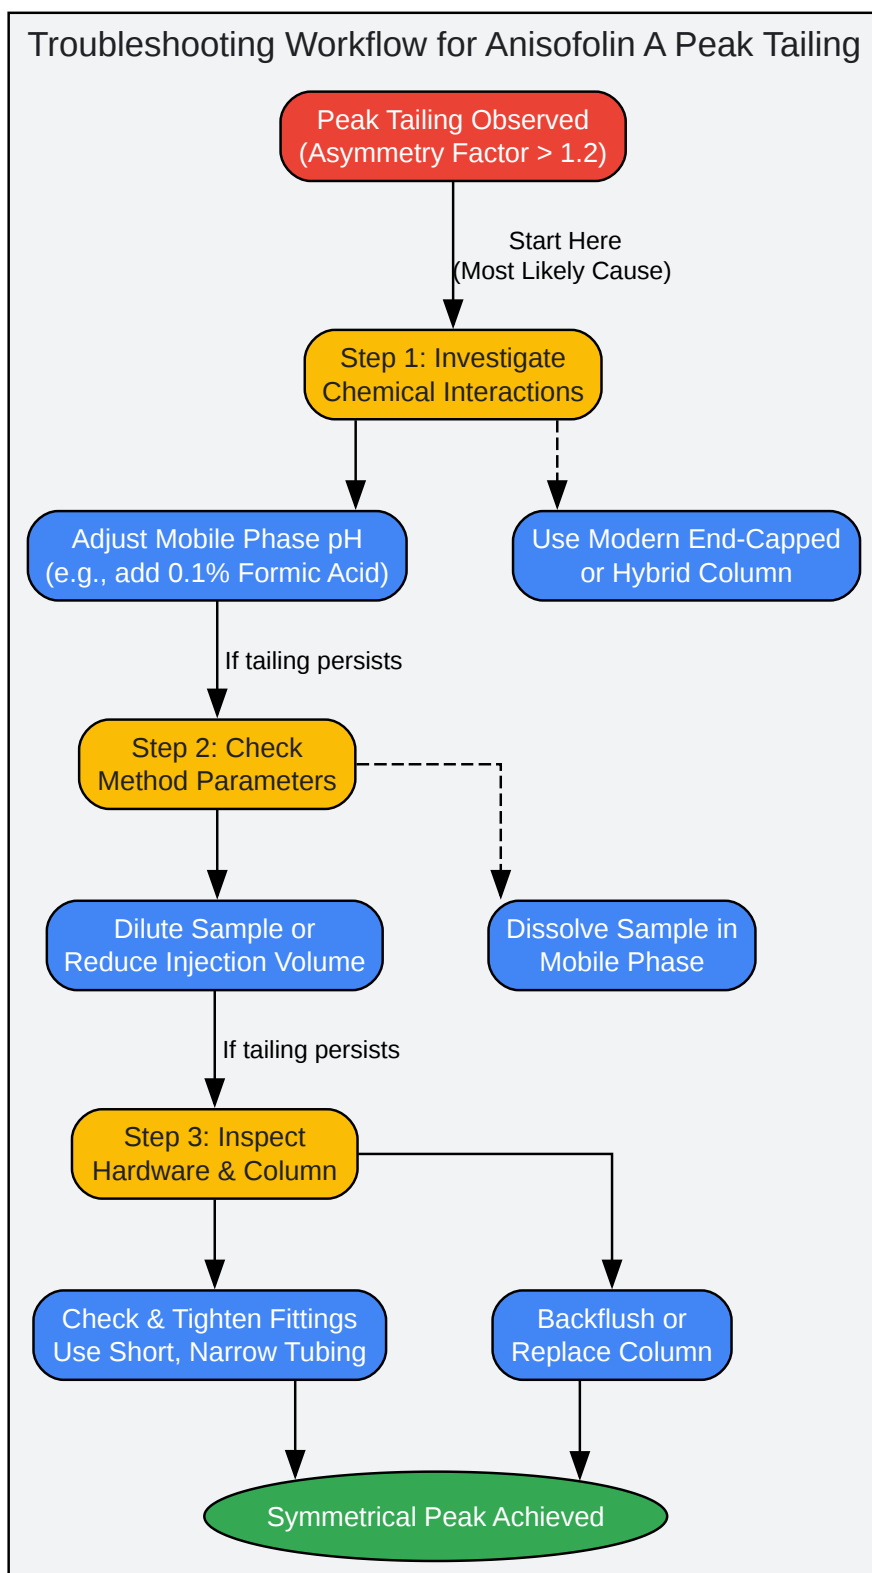 Troubleshooting Workflow for Anisofolin A Peak Tailing
Peak Tailing Observed
(Asymmetry Factor > 1.2)
Start Here
(Most Likely Cause)
Step 1: Investigate
Chemical Interactions
Adjust Mobile Phase pH
(e.g., add 0.1% Formic Acid)
Use Modern End-Capped
or Hybrid Column
If tailing persists
Step 2: Check
Method Parameters
Dilute Sample or
Reduce Injection Volume
Dissolve Sample in
Mobile Phase
If tailing persists
Step 3: Inspect
Hardware & Column
Check & Tighten Fittings
Use Short, Narrow Tubing
Backflush or
Replace Column
Symmetrical Peak Achieved